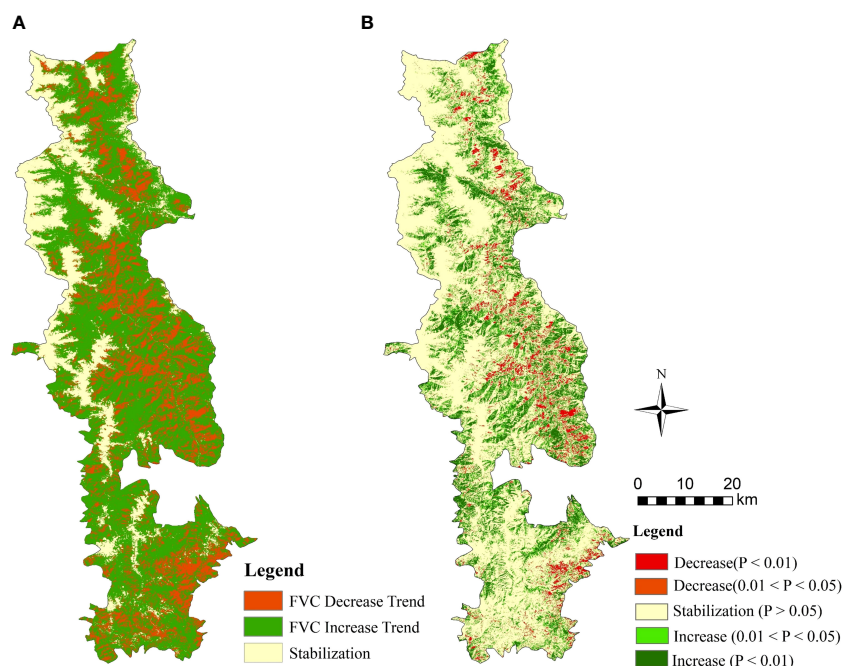 A
B
N
0 10 20
km
Legend
FVC Decrease Trend
FVC Increase Trend
Stabilization
Legend
Decrease(P < 0.01)
Decrease(0.01 < P < 0.05)
Stabilization (P > 0.05)
Increase (0.01 < P < 0.05)
Increase (P < 0.01)